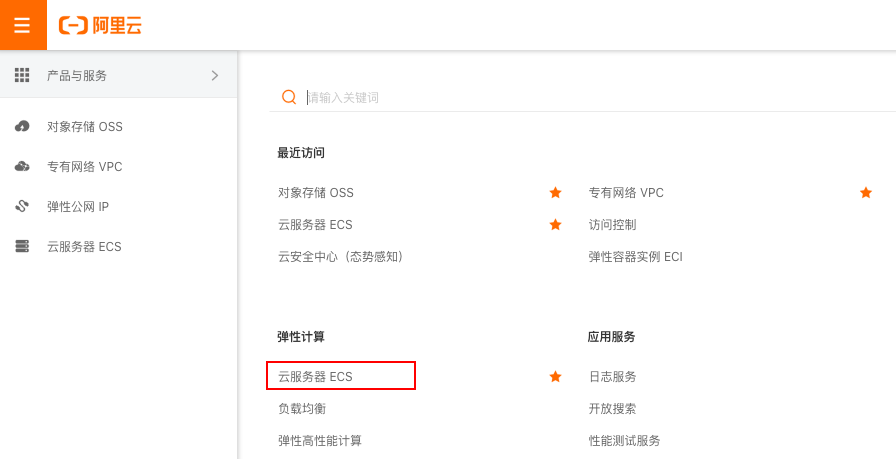 阿里云
产品与服务
对象存储 OSS
专有网络 VPC
弹性公网 IP
云服务器 ECS
请输入关键词
最近访问
对象存储 OSS
专有网络 VPC
云服务器 ECS
访问控制
云安全中心（态势感知）
弹性容器实例 ECI
弹性计算
应用服务
云服务器 ECS
日志服务
负载均衡
开放搜索
弹性高性能计算
性能测试服务